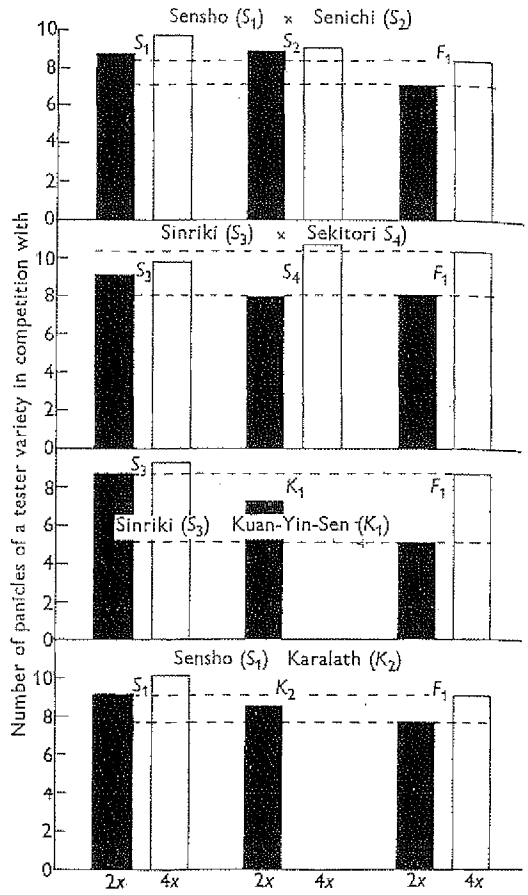 Number of panicles of a tester variety in competition with
Sensho (S₁) × Senichi (S₂)
10
8
6
4
2
0
S₁
S₂
F₁
Sinriki (S₃) × Sekitori S₄)
10
8
6
4
2
0
S₃
S₄
F₁
8
6
4
2
0
S₃
K₁
F₁
Sinriki (S₃) Kuan-Yin-Sen (K₁)
Sensho (S₁) Karalath (K₂)
10
8
6
4
2
0
S₁
K₂
F₁
2x 4x 2x 4x 2x 4x